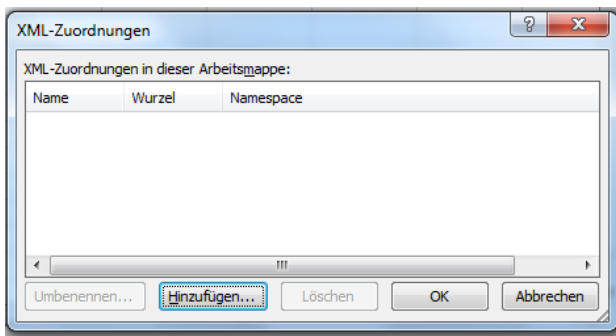 XML-Zuordnungen
XML-Zuordnungen in dieser Arbeitsmappe:
Name Wurzel Namespace
Umbenennen... Hinzufügen... Löschen OK Abbrechen